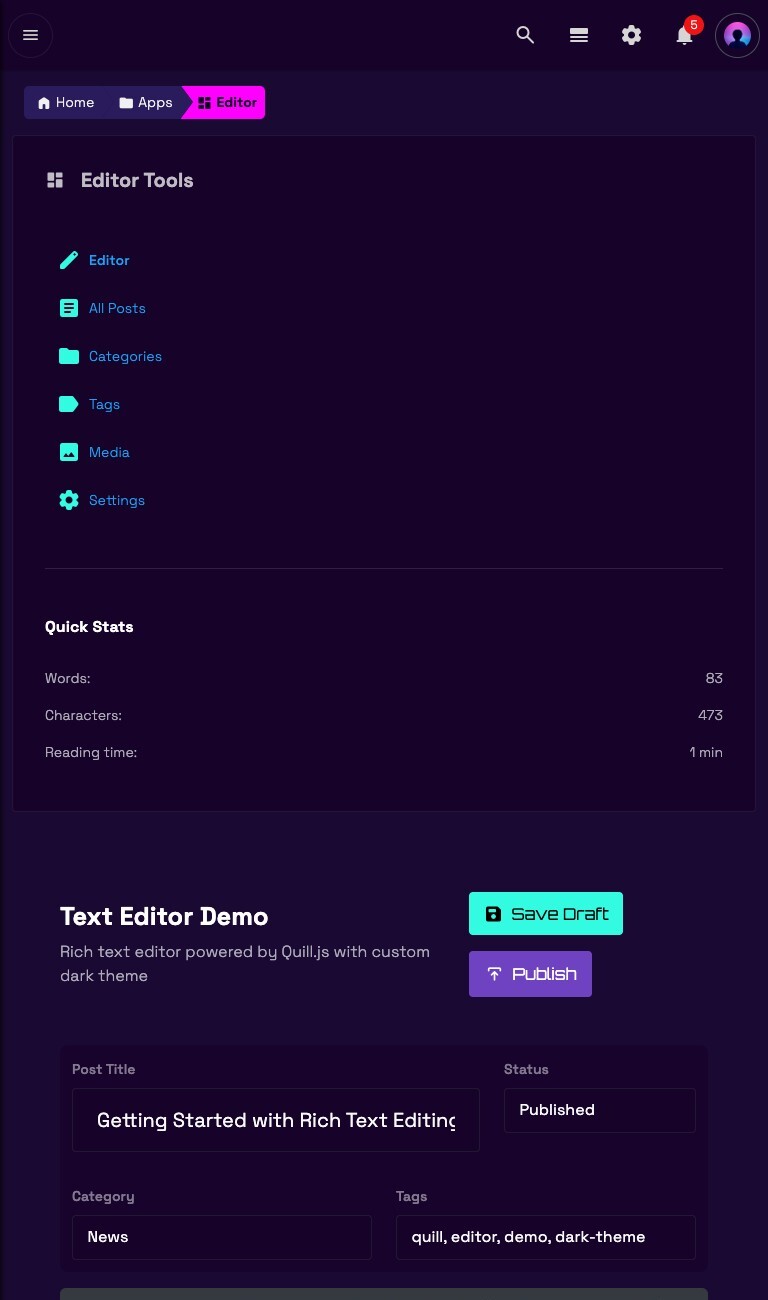 5
Home Apps Editor
Editor Tools
Editor
All Posts
Categories
Tags
Media
Settings
Quick Stats
Words: 83
Characters: 473
Reading time: 1 min
Text Editor Demo
Rich text editor powered by Quill.js with custom
dark theme
Save Draft
Publish
Post Title
Status
Getting Started with Rich Text Editing
Published
Category
Tags
News
quill, editor, demo, dark-theme